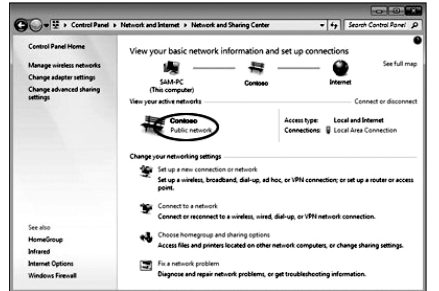 Control Panel ▸ Network and Internet ▸ Network and Sharing Center
Search Control Panel
Control Panel Home
Manage wireless networks
Change adapter settings
Change advanced sharing
settings
See also
HomeGroup
Infrared
Internet Options
Windows Firewall
View your basic network information and set up connections
See full map
SAM-PC
(This computer)
Contoso
Internet
View your active networks
Connect or disconnect
Contoso
Public network
Access type: Local and Internet
Connections: Local Area Connection
Change your networking settings
Set up a new connection or network
Set up a wireless, broadband, dial-up, ad hoc, or VPN connection; or set up a router or access
point.
Connect to a network
Connect or reconnect to a wireless, wired, dial-up, or VPN network connection.
Choose homegroup and sharing options
Access files and printers located on other network computers, or change sharing settings.
Fix a network problem
Diagnose and repair network problems, or get troubleshooting information.